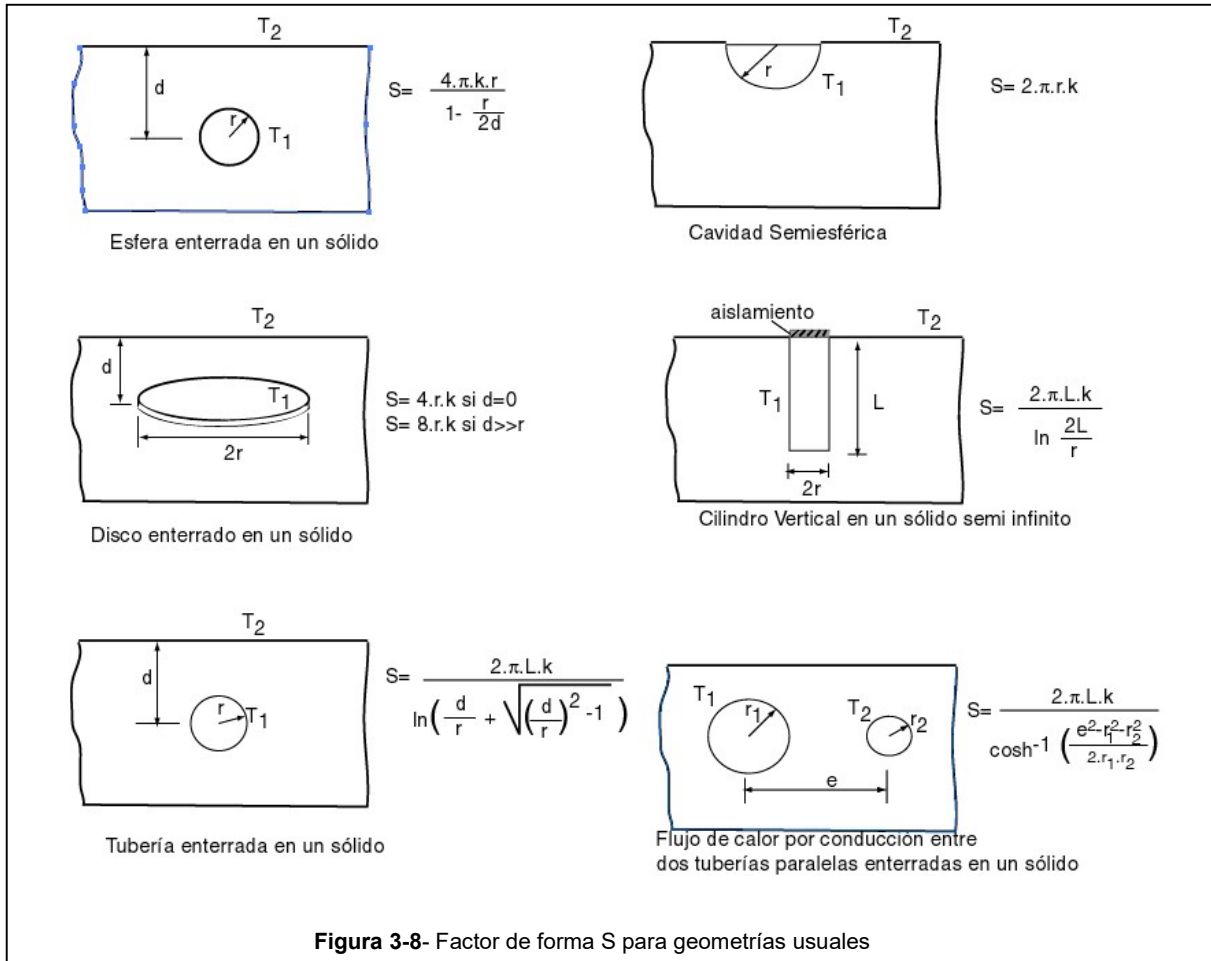 T2
d
r
T1
S= 4.π.k.r / 1- r/2d
Esfera enterrada en un sólido
T2
r
T1
S= 2.π.r.k
Cavidad Semiesférica
T2
d
T1
2r
S= 4.r.k si d=0
S= 8.r.k si d>>r
Disco enterrado en un sólido
aislamiento
T2
T1
L
2r
S= 2.π.L.k / ln 2L/r
Cilindro Vertical en un sólido semi infinito
T2
d
r
T1
S= 2.π.L.k / ln(d/r + √((d/r)² -1 ))
Tubería enterrada en un sólido
T1
r1
T2
r2
e
S= 2.π.L.k / cosh-1 (e²-r1²-r2² / 2.r1.r2)
Flujo de calor por conducción entre
dos tuberías paralelas enterradas en un sólido
Figura 3-8- Factor de forma S para geometrías usuales